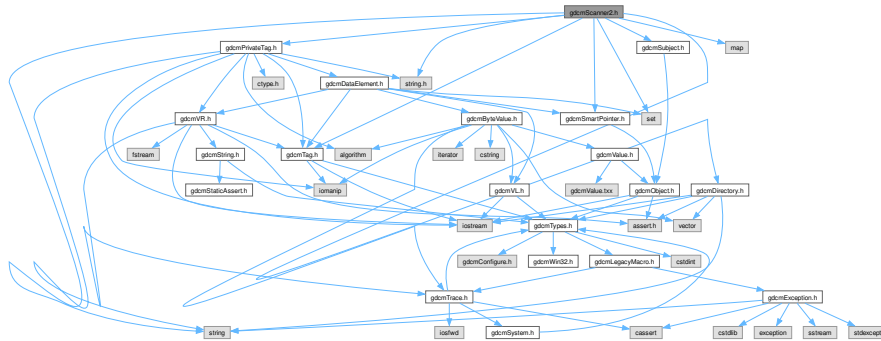 gdcmScanner2.h
gdcmPrivateTag.h
gdcmSubject.h
map
ctype.h
gdcmDataElement.h
string.h
gdcmVR.h
gdcmByteValue.h
gdcmSmartPointer.h
set
fstream
gdcmString.h
gdcmTag.h
algorithm
iterator
cstring
gdcmValue.h
gdcmStaticAssert.h
iomanip
gdcmVL.h
gdcmValue.txx
gdcmObject.h
gdcmDirectory.h
iostream
gdcmTypes.h
assert.h
vector
gdcmConfigure.h
gdcmWin32.h
gdcmLegacyMacro.h
cstdint
gdcmTrace.h
gdcmException.h
string
iosfwd
gdcmSystem.h
cassert
cstdlib
exception
sstream
stdexcept